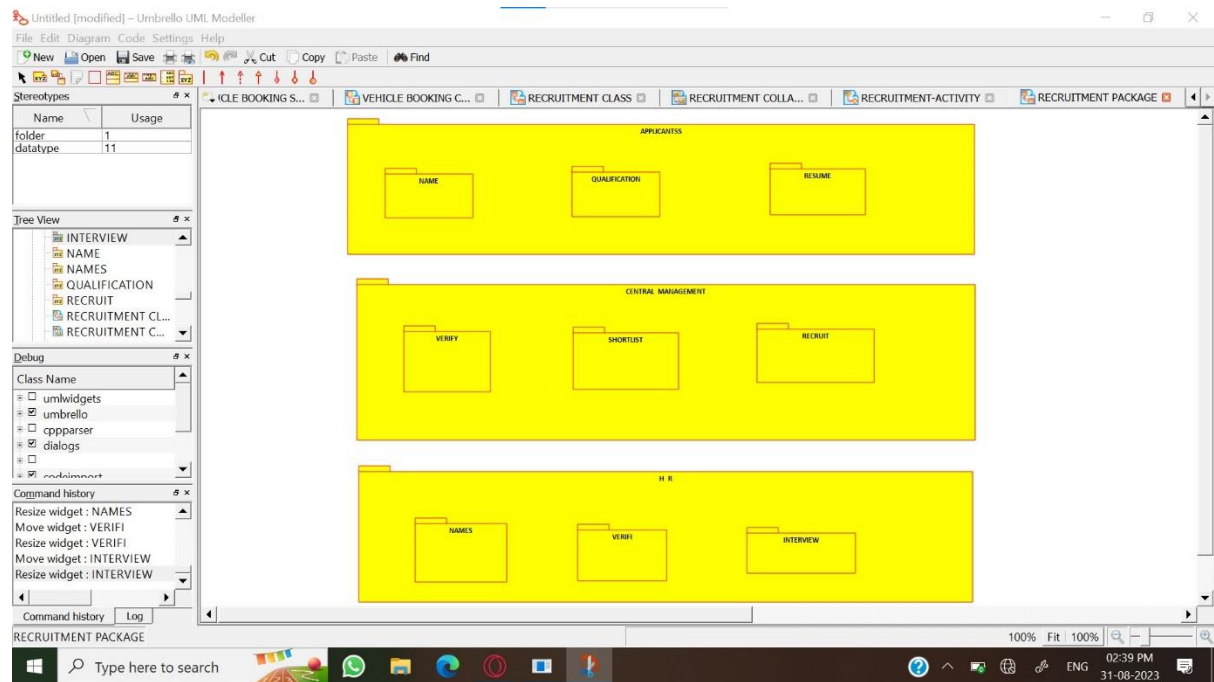 Untitled [modified] – Umbrello UML Modeller
File Edit Diagram Code Settings Help
New Open Save Cut Copy Paste Find
Stereotypes
Name Usage
folder 1
datatype 11
(CLE BOOKING S... VEHICLE BOOKING C... RECRUITMENT CLASS RECRUITMENT COLLA... RECRUITMENT-ACTIVITY RECRUITMENT PACKAGE
Tree View
INTERVIEW
NAME
NAMES
QUALIFICATION
RECRUIT
RECRUITMENT CL...
RECRUITMENT C...
Debug
Class Name
umlwidgets
umbrello
cppparser
dialogs
codeimport
Command history
Resize widget : NAMES
Move widget : VERIFI
Resize widget : VERIFI
Move widget : INTERVIEW
Resize widget : INTERVIEW
Command history Log
APPLICANTSS
NAME QUALIFICATION RESUME
CENTRAL MANAGEMENT
VERIFY SHORTLIST RECRUIT
H R
NAMES VERIFI INTERVIEW
RECRUITMENT PACKAGE
100% Fit 100%
Type here to search
ENG
02:39 PM
31-08-2023